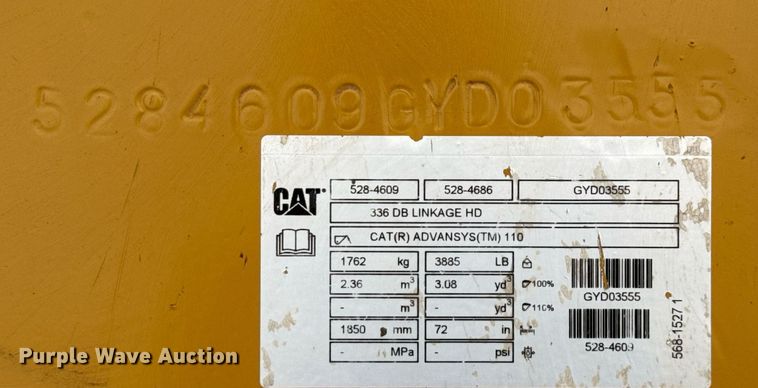 5284609GYD03555
CAT 528-4609 528-4686 GYD03555
336 DB LINKAGE HD
CAT(R) ADVANSYS(TM) 110
1762 kg 3885 LB
2.36 m³ 3.08 yd³ 100%
- m³ - yd³ 110%
1850 mm 72 in
- MPa - psi
GYD03555
528-4609
568-1527 1
Purple Wave Auction